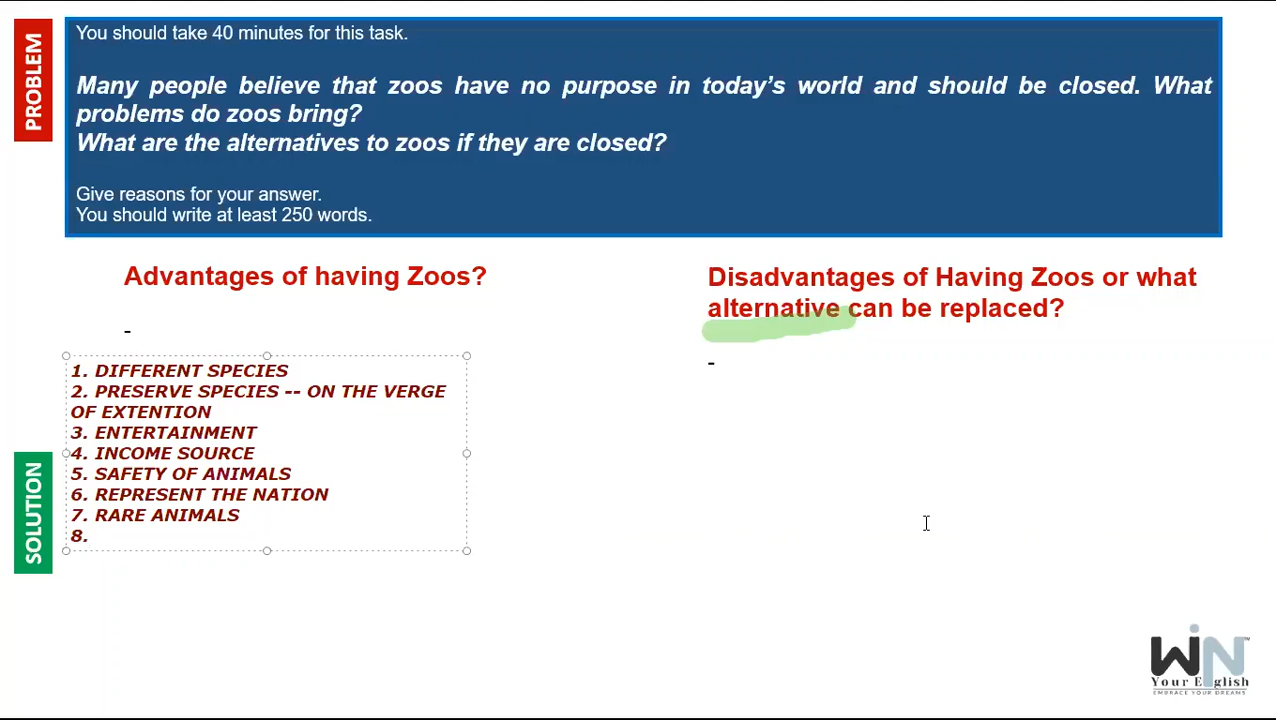 PROBLEM
You should take 40 minutes for this task.
Many people believe that zoos have no purpose in today's world and should be closed. What
problems do zoos bring?
What are the alternatives to zoos if they are closed?
Give reasons for your answer.
You should write at least 250 words.
Advantages of having Zoos?
-
1. DIFFERENT SPECIES
2. PRESERVE SPECIES -- ON THE VERGE
OF EXTENTION
3. ENTERTAINMENT
4. INCOME SOURCE
5. SAFETY OF ANIMALS
6. REPRESENT THE NATION
7. RARE ANIMALS
8.
Disadvantages of Having Zoos or what
alternative can be replaced?
-
SOLUTION
WiN™
Your English
EMBRACE YOUR DREAMS